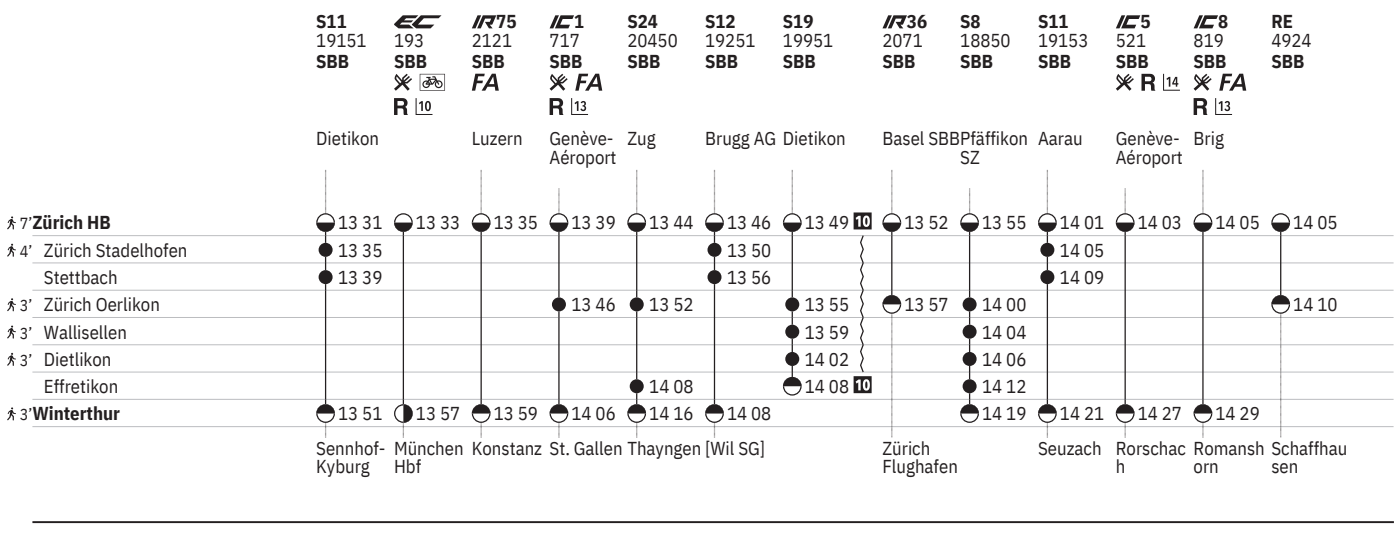 S11 EC IR75 IC1 S24 S12 S19 IR36 S8 S11 IC5 IC8 RE
19151 193 2121 717 20450 19251 19951 2071 18850 19153 521 819 4924
SBB SBB SBB SBB SBB SBB SBB SBB SBB SBB SBB SBB SBB
FA FA R 14 FA
R 10 R 13 R 13
Dietikon Luzern Genève- Zug Brugg AG Dietikon Basel SBB Pfäffikon Aarau Genève- Brig
Aéroport SZ Aéroport
7’ Zürich HB 13 31 13 33 13 35 13 39 13 44 13 46 13 49 10 13 52 13 55 14 01 14 03 14 05 14 05
4’ Zürich Stadelhofen 13 35 13 50 14 05
Stettbach 13 39 13 56 14 09
3’ Zürich Oerlikon 13 46 13 52 13 55 13 57 14 00 14 10
3’ Wallisellen 13 59 14 04
3’ Dietlikon 14 02 14 06
Effretikon 14 08 14 08 10 14 12
3’ Winterthur 13 51 13 57 13 59 14 06 14 16 14 08 14 19 14 21 14 27 14 29
Sennhof- München Konstanz St. Gallen Thayngen [Wil SG] Zürich Seuzach Rorschac Romansh Schaffhau
Kyburg Hbf Flughafen h orn sen